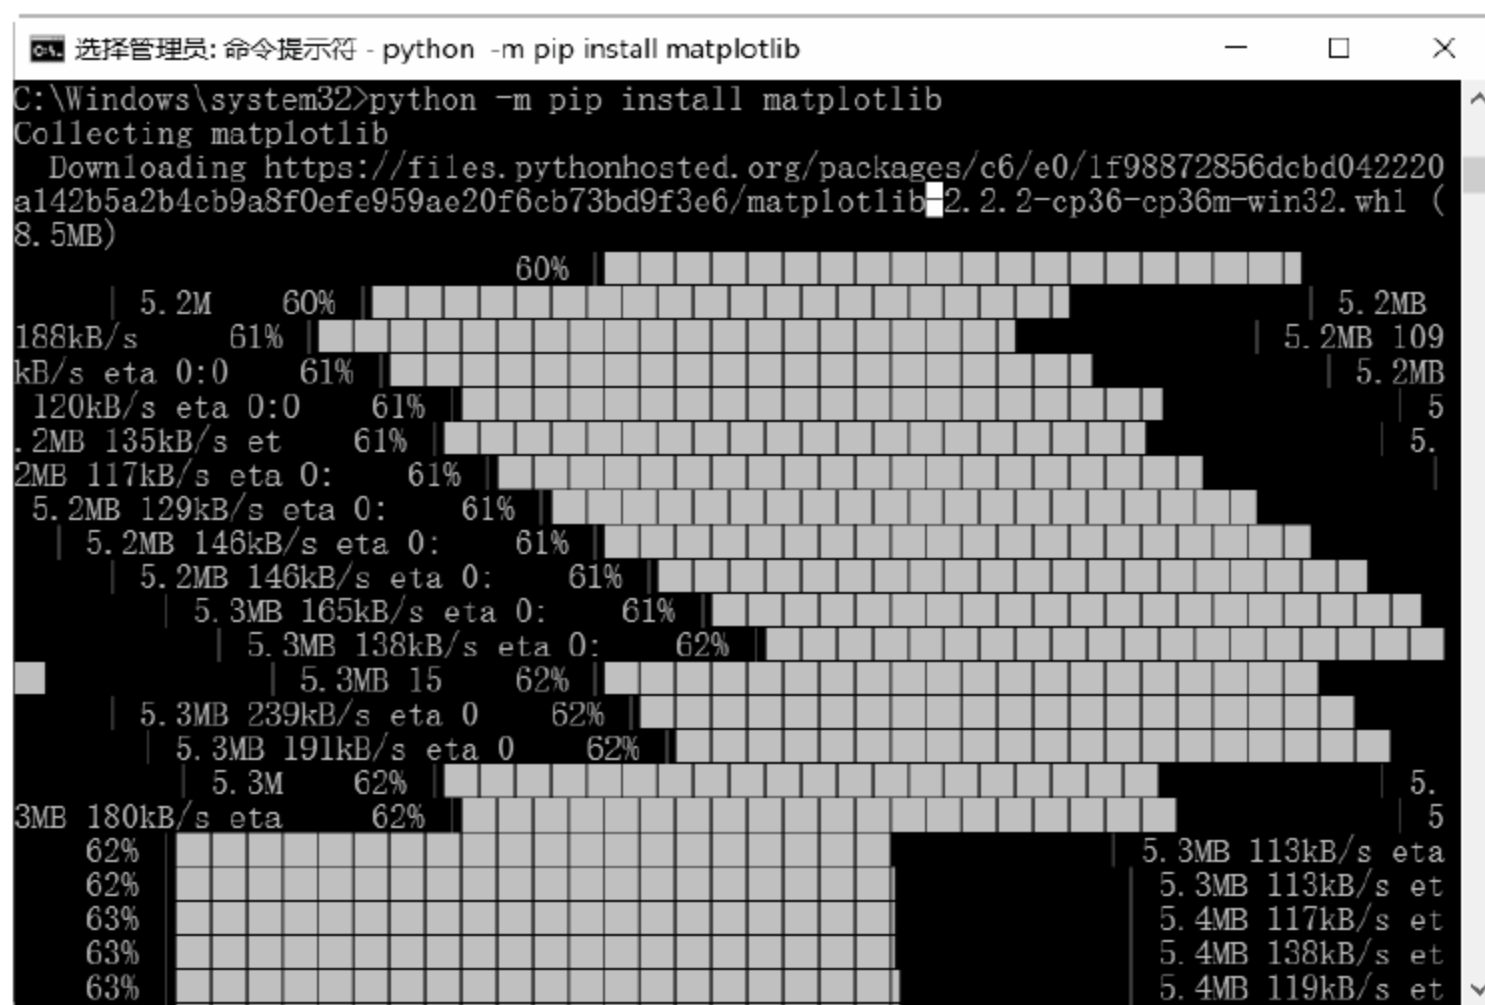 选择管理员: 命令提示符 - python  -m pip install matplotlib
C:\Windows\system32>python -m pip install matplotlib
Collecting matplotlib
  Downloading https://files.pythonhosted.org/packages/c6/e0/1f98872856dcbd042220
a142b5a2b4cb9a8f0efe959ae20f6cb73bd9f3e6/matplotlib-2.2.2-cp36-cp36m-win32.whl (
8.5MB)
60% |
| 5.2M 60% | | 5.2MB
188kB/s 61% | | 5.2MB 109
kB/s eta 0:0 61% | | 5.2MB
120kB/s eta 0:0 61% | | 5
.2MB 135kB/s et 61% | | 5.
2MB 117kB/s eta 0: 61% | |
5.2MB 129kB/s eta 0: 61% |
| 5.2MB 146kB/s eta 0: 61% |
| 5.2MB 146kB/s eta 0: 61% |
| 5.3MB 165kB/s eta 0: 61% |
| 5.3MB 138kB/s eta 0: 62% |
| 5.3MB 15 62% |
| 5.3MB 239kB/s eta 0 62% |
| 5.3MB 191kB/s eta 0 62% |
| 5.3M 62% | | 5.
3MB 180kB/s eta 62% | | 5
62% | | 5.3MB 113kB/s eta
62% | | 5.3MB 113kB/s et
63% | | 5.4MB 117kB/s et
63% | | 5.4MB 138kB/s et
63% | | 5.4MB 119kB/s et